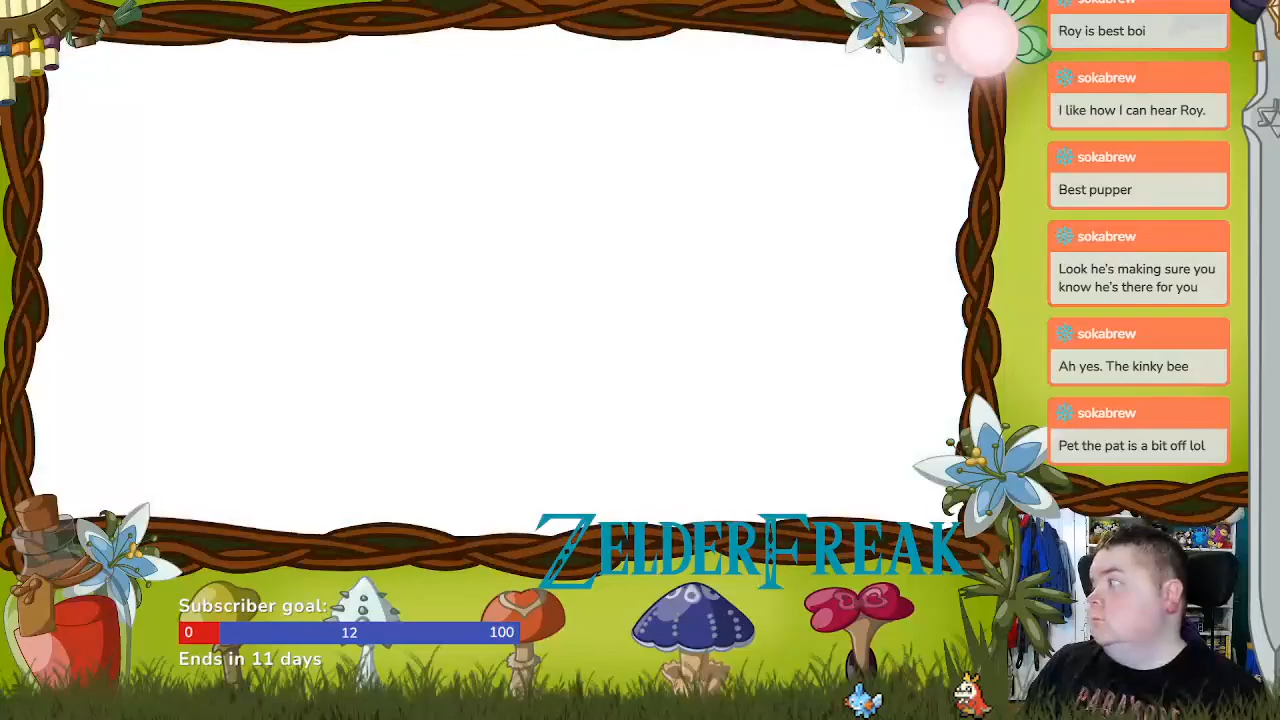 sokabrew
Roy is best boi
sokabrew
I like how I can hear Roy.
sokabrew
Best pupper
sokabrew
Look he's making sure you
know he's there for you
sokabrew
Ah yes. The kinky bee
sokabrew
Pet the pat is a bit off lol
ZELDERFREAK
Subscriber goal:
0 12 100
Ends in 11 days
PARAMORE